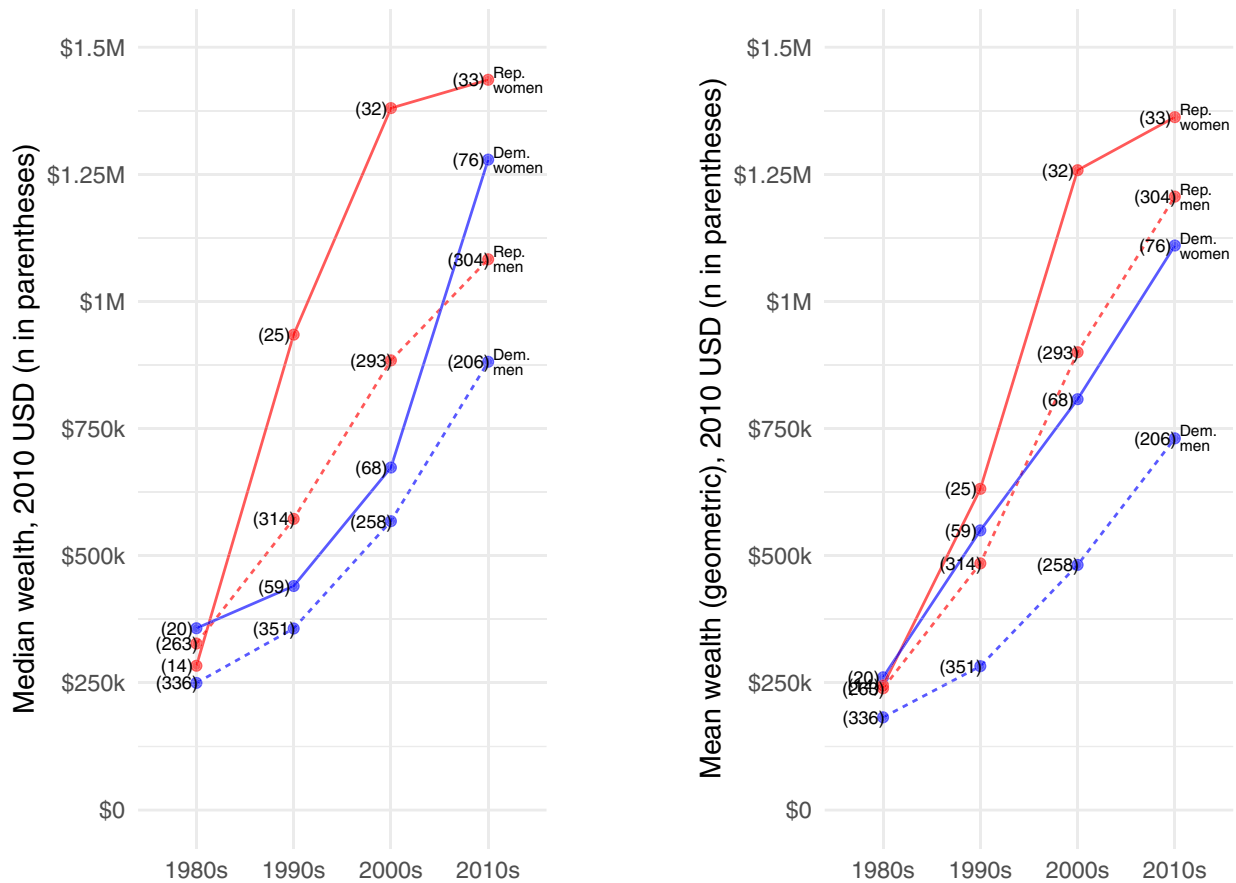 Median wealth, 2010 USD (n in parentheses)
$1.5M
$1.25M
$1M
$750k
$500k
$250k
$0
(33)
Rep.
women
(32)
(76)
Dem.
women
(304)
Rep.
men
(25)
(293)
(206)
Dem.
men
(68)
(314)
(258)
(59)
(351)
(20)
(263)
(14)
(336)
1980s 1990s 2000s 2010s
Mean wealth (geometric), 2010 USD (n in parentheses)
$1.5M
$1.25M
$1M
$750k
$500k
$250k
$0
(33)
Rep.
women
(32)
(304)
Rep.
men
(76)
Dem.
women
(293)
(68)
(206)
Dem.
men
(25)
(59)
(314)
(258)
(351)
(20)
(263)
(336)
1980s 1990s 2000s 2010s